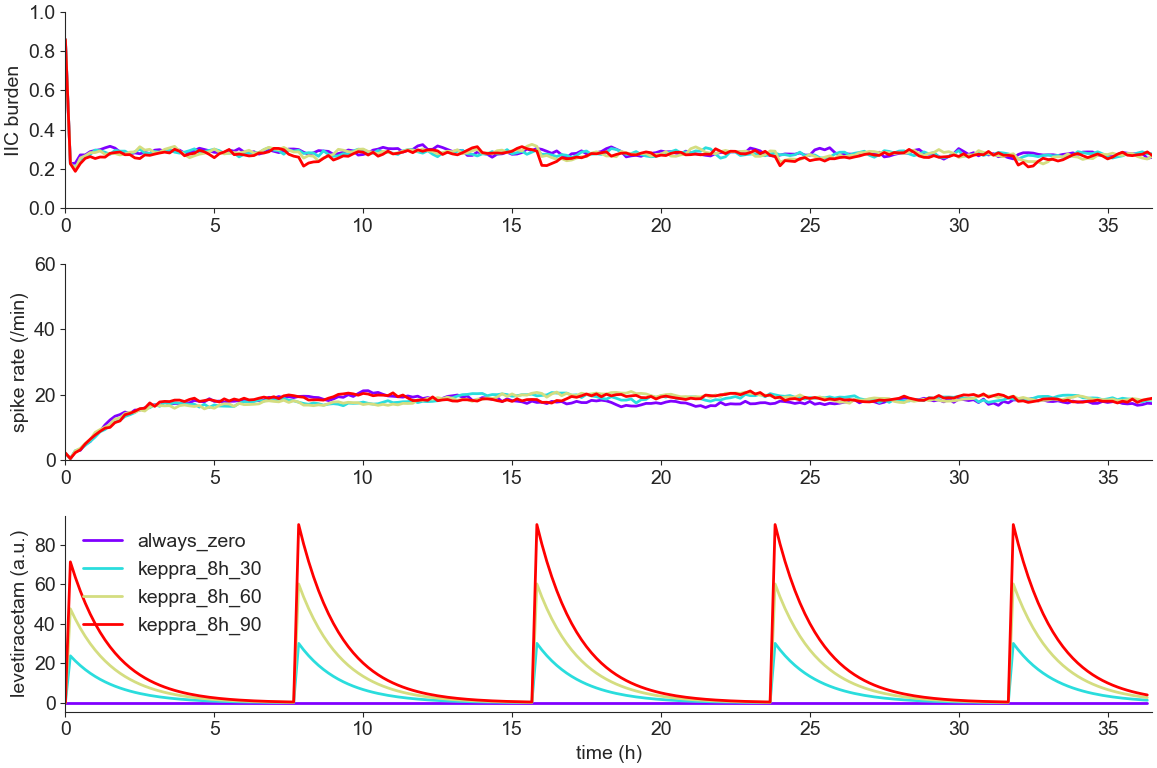 IIC burden
1.0
0.8
0.6
0.4
0.2
0.0
0 5 10 15 20 25 30 35
spike rate (/min)
60
40
20
0
0 5 10 15 20 25 30 35
levetiracetam (a.u.)
80
60
40
20
0
always_zero
keppra_8h_30
keppra_8h_60
keppra_8h_90
0 5 10 15 20 25 30 35
time (h)